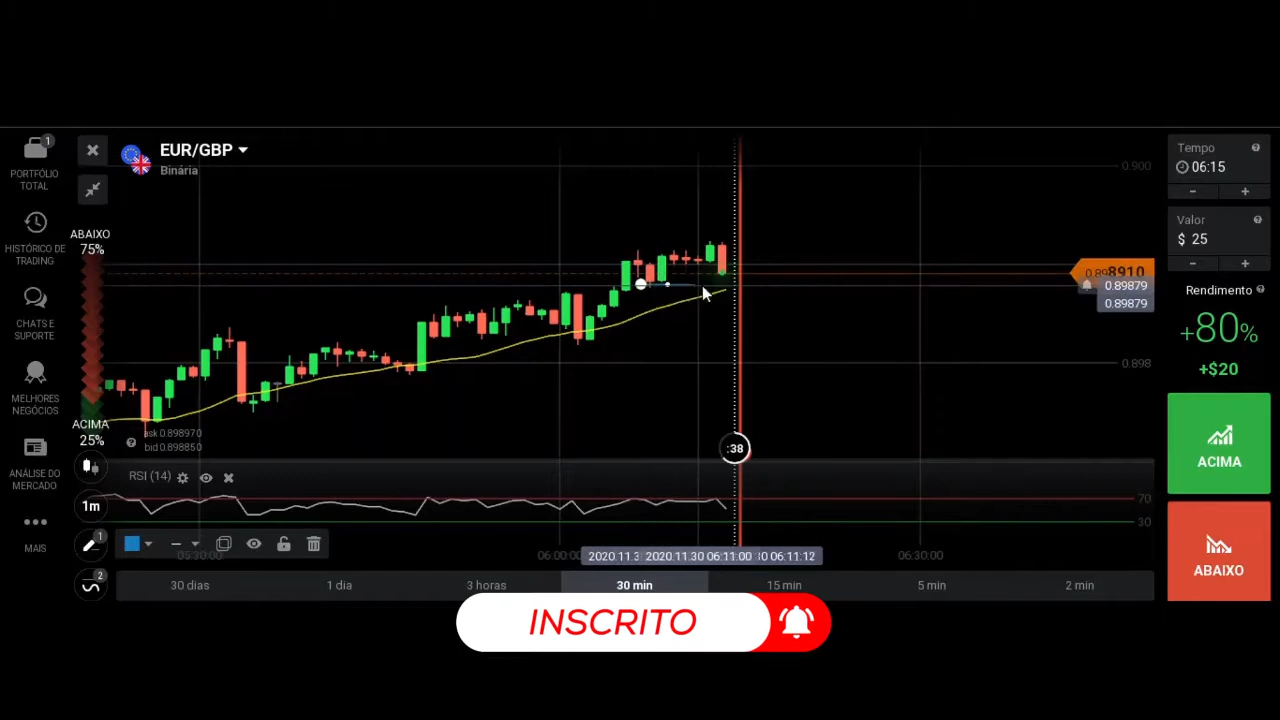 1
PORTFÓLIO
TOTAL
HISTÓRICO DE
TRADING
CHATS E
SUPORTE
MELHORES
NEGÓCIOS
ANÁLISE DO
MERCADO
MAIS
EUR/GBP
Binária
ABAIXO
75%
ACIMA
25%
ask 0.898970
bid 0.898850
1m
1
2
RSI (14)
0.900
8910
0.89879
0.89879
0.898
:38
70
30
05:30:00
06:00:00
2020.11.3
2020.11.30 06:11:00
30 06:11:12
06:30:00
30 dias
1 dia
3 horas
30 min
15 min
5 min
2 min
Tempo
06:15
- +
Valor
$ 25
- +
Rendimento
+80%
+$20
ACIMA
ABAIXO
INSCRITO